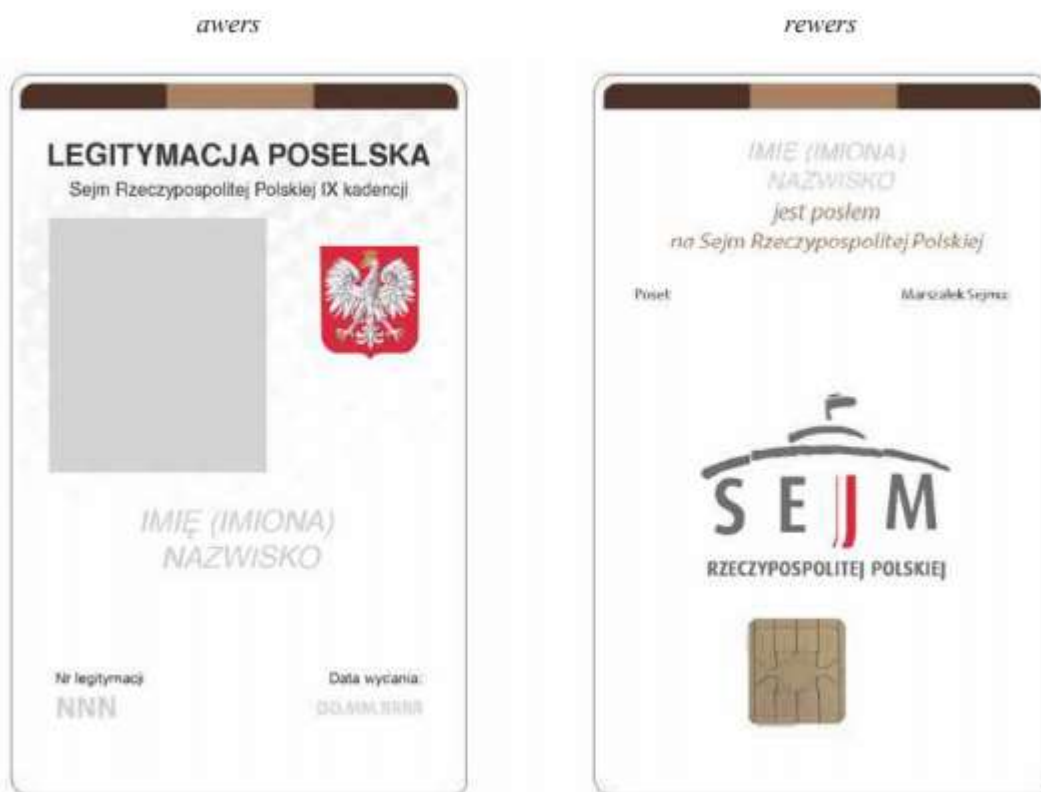 awers
LEGITYMACJA POSELSKA
Sejm Rzeczypospolitej Polskiej IX kadencji
IMIĘ (IMIONA)
NAZWISKO
Nr legitymacji
NNN
Data wydania:
DD.MM.RRRR
rewers
IMIE (IMIONA)
NAZWISKO
jest posłem
na Sejm Rzeczypospolitej Polskiej
Poseł:
Marszałek Sejmu:
SEJM
RZECZYPOSPOLITEJ POLSKIEJ